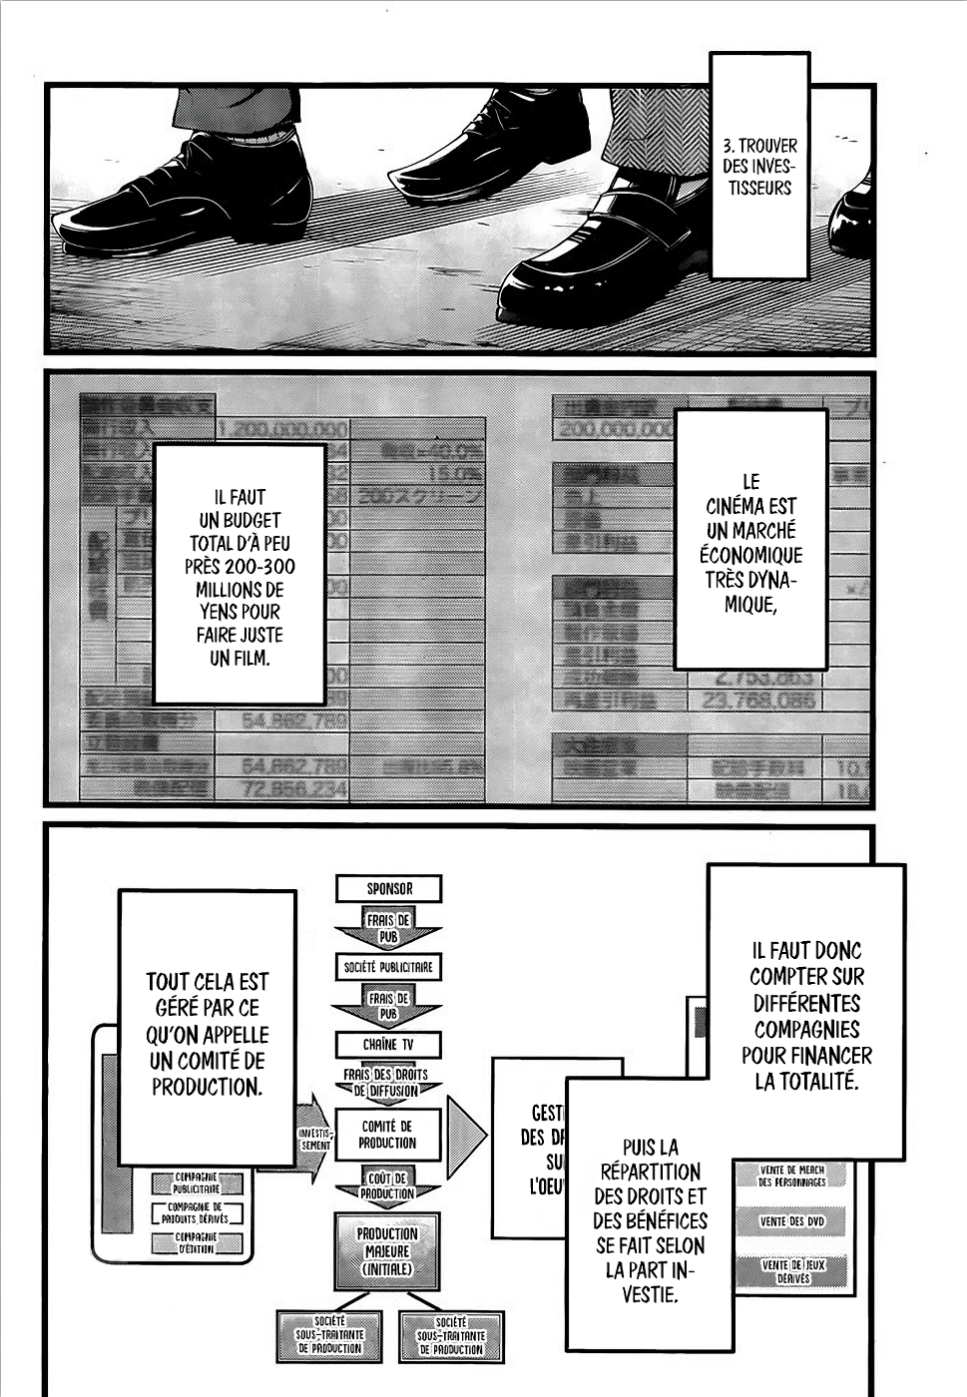 3. TROUVER
DES INVES-
TISSEURS
LE
CINÉMA EST
UN MARCHÉ
ÉCONOMIQUE
TRÈS DYNA-
MIQUE,
IL FAUT
UN BUDGET
TOTAL D'À PEU
PRÈS 200-300
MILLIONS DE
YENS POUR
FAIRE JUSTE
UN FILM.
1,200,000,000
200,000,000
15.0%
200スクリーン
54,862,789
54,862,789
72,856,234
2,753,863
23,768,086
IL FAUT DONC
COMPTER SUR
DIFFÉRENTES
COMPAGNIES
POUR FINANCER
LA TOTALITÉ.
PUIS LA
RÉPARTITION
DES DROITS ET
DES BÉNÉFICES
SE FAIT SELON
LA PART IN-
VESTIE.
TOUT CELA EST
GÉRÉ PAR CE
QU'ON APPELLE
UN COMITÉ DE
PRODUCTION.
SPONSOR
FRAIS DE
PUB
SOCIÉTÉ PUBLICITAIRE
FRAIS DE
PUB
CHAÎNE TV
FRAIS DES DROITS
DE DIFFUSION
COMITÉ DE
PRODUCTION
INVESTIS-
SEMENT
COÛT DE
PRODUCTION
PRODUCTION
MAJEURE
(INITIALE)
SOCIÉTÉ
SOUS-TRAITANTE
DE PRODUCTION
SOCIÉTÉ
SOUS-TRAITANTE
DE PRODUCTION
COMPAGNIE
PUBLICITAIRE
COMPAGNIE DE
PRODUITS DÉRIVÉS
COMPAGNIE
D'ÉDITION
GEST
DES DR
SU
L'OEU
VENTE DE MERCH
DES PERSONNAGES
VENTE DES DVD
VENTE DE JEUX
DÉRIVÉS